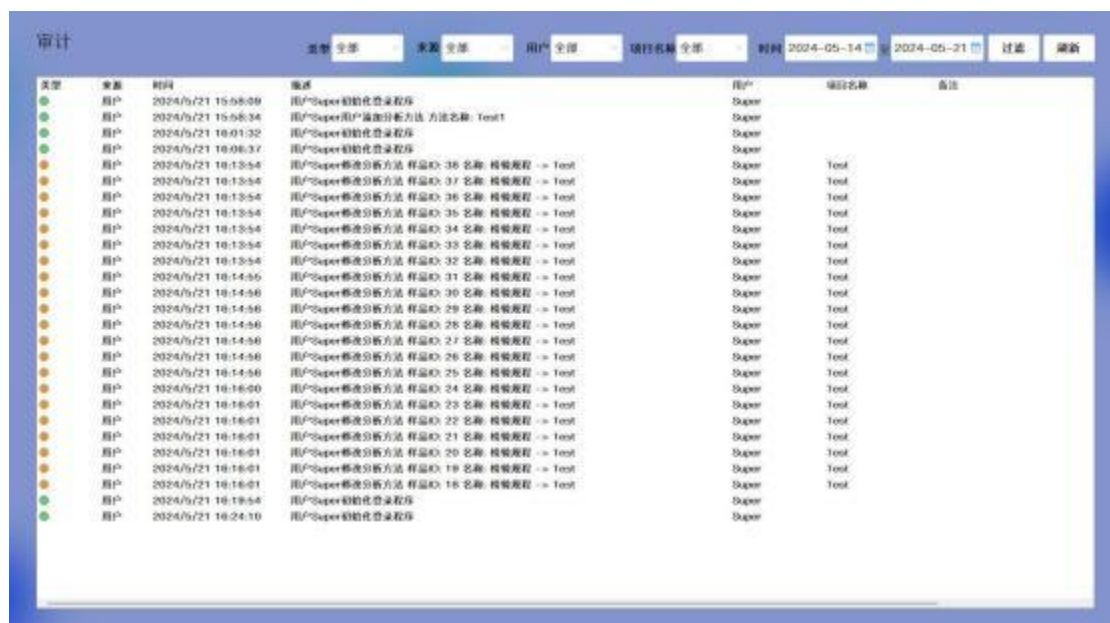 审计
类型 全部 来源 全部 用户 全部 项目名称 全部 时间 2024-05-14 至 2024-05-21 过滤 刷新
类型 来源 时间 描述 用户 项目名称 备注
用户 2024/5/21 15:58:09 用户Super初始化登录程序 Super
用户 2024/5/21 15:58:34 用户Super用户添加分析方法 方法名称: Test1 Super
用户 2024/5/21 16:01:32 用户Super初始化登录程序 Super
用户 2024/5/21 16:06:37 用户Super初始化登录程序 Super
用户 2024/5/21 16:13:54 用户Super修改分析方法 样品ID: 38 名称: 检验规程 -> Test Super Test
用户 2024/5/21 16:13:54 用户Super修改分析方法 样品ID: 37 名称: 检验规程 -> Test Super Test
用户 2024/5/21 16:13:54 用户Super修改分析方法 样品ID: 36 名称: 检验规程 -> Test Super Test
用户 2024/5/21 16:13:54 用户Super修改分析方法 样品ID: 35 名称: 检验规程 -> Test Super Test
用户 2024/5/21 16:13:54 用户Super修改分析方法 样品ID: 34 名称: 检验规程 -> Test Super Test
用户 2024/5/21 16:13:54 用户Super修改分析方法 样品ID: 33 名称: 检验规程 -> Test Super Test
用户 2024/5/21 16:13:54 用户Super修改分析方法 样品ID: 32 名称: 检验规程 -> Test Super Test
用户 2024/5/21 16:14:55 用户Super修改分析方法 样品ID: 31 名称: 检验规程 -> Test Super Test
用户 2024/5/21 16:14:56 用户Super修改分析方法 样品ID: 30 名称: 检验规程 -> Test Super Test
用户 2024/5/21 16:14:56 用户Super修改分析方法 样品ID: 29 名称: 检验规程 -> Test Super Test
用户 2024/5/21 16:14:56 用户Super修改分析方法 样品ID: 28 名称: 检验规程 -> Test Super Test
用户 2024/5/21 16:14:56 用户Super修改分析方法 样品ID: 27 名称: 检验规程 -> Test Super Test
用户 2024/5/21 16:14:56 用户Super修改分析方法 样品ID: 26 名称: 检验规程 -> Test Super Test
用户 2024/5/21 16:14:56 用户Super修改分析方法 样品ID: 25 名称: 检验规程 -> Test Super Test
用户 2024/5/21 16:16:00 用户Super修改分析方法 样品ID: 24 名称: 检验规程 -> Test Super Test
用户 2024/5/21 16:16:01 用户Super修改分析方法 样品ID: 23 名称: 检验规程 -> Test Super Test
用户 2024/5/21 16:16:01 用户Super修改分析方法 样品ID: 22 名称: 检验规程 -> Test Super Test
用户 2024/5/21 16:16:01 用户Super修改分析方法 样品ID: 21 名称: 检验规程 -> Test Super Test
用户 2024/5/21 16:16:01 用户Super修改分析方法 样品ID: 20 名称: 检验规程 -> Test Super Test
用户 2024/5/21 16:16:01 用户Super修改分析方法 样品ID: 19 名称: 检验规程 -> Test Super Test
用户 2024/5/21 16:16:01 用户Super修改分析方法 样品ID: 18 名称: 检验规程 -> Test Super Test
用户 2024/5/21 16:19:54 用户Super初始化登录程序 Super
用户 2024/5/21 16:24:10 用户Super初始化登录程序 Super